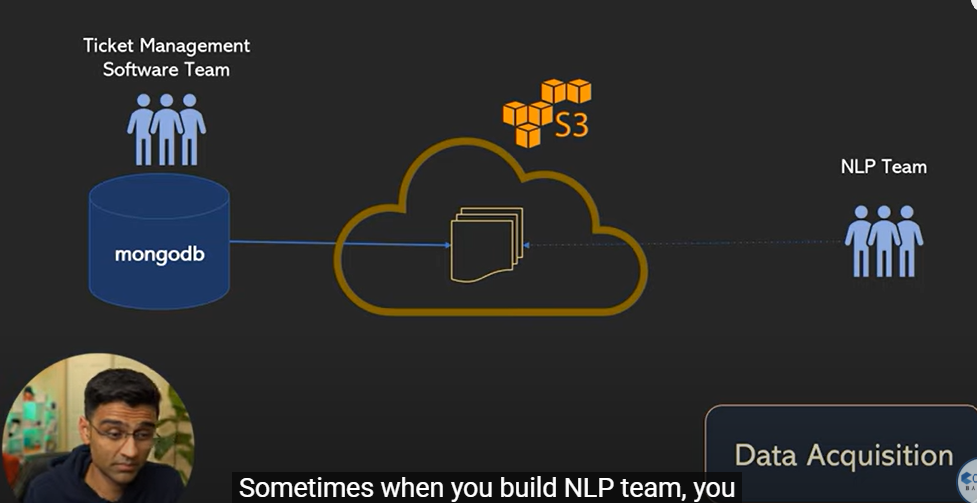 Ticket Management
Software Team
S3
NLP Team
mongodb
Data Acquisition
Sometimes when you build NLP team, you